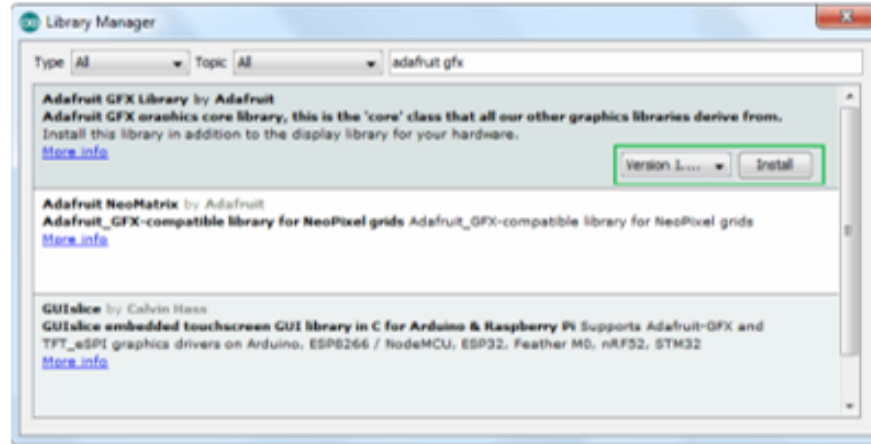 Library Manager
Type All Topic All adafruit gfx
Adafruit GFX Library by Adafruit
Adafruit GFX oraohics core library, this is the 'core' class that all our other graphics libraries derive from.
Install this library in addition to the display library for your hardware.
More info
Version 1.... Install
Adafruit NeoMatrix by Adafruit
Adafruit_GFX-compatible library for NeoPixel grids Adafruit_GFX-compatible library for NeoPixel grids
More info
GUIslice by Calvin Hass
GUIslice embedded touchscreen GUI library in C for Arduino & Raspberry Pi Supports Adafruit-GFX and
TFT_eSPI graphics drivers on Arduino, ESP8266 / NodeMCU, ESP32, Feather M0, nRF52, STM32
More info